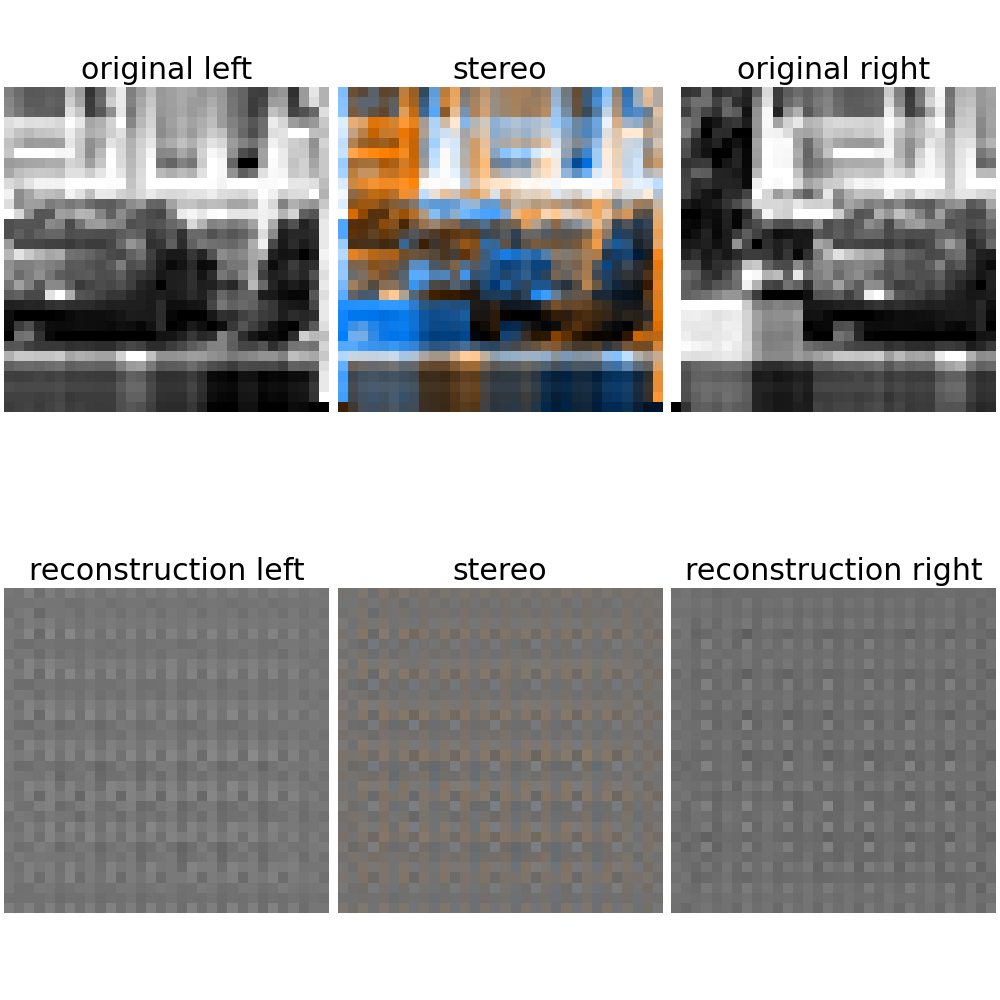 original left
stereo
original right
reconstruction left
stereo
reconstruction right